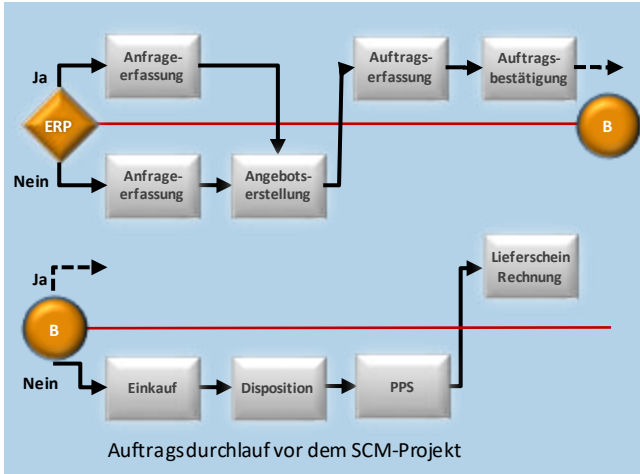 Ja
Anfrage-
erfassung
Auftrags-
erfassung
Auftrags-
bestätigung
ERP
B
Nein
Anfrage-
erfassung
Angebots-
erstellung
Ja
Lieferschein
Rechnung
B
Nein
Einkauf
Disposition
PPS
Auftragsdurchlauf vor dem SCM-Projekt